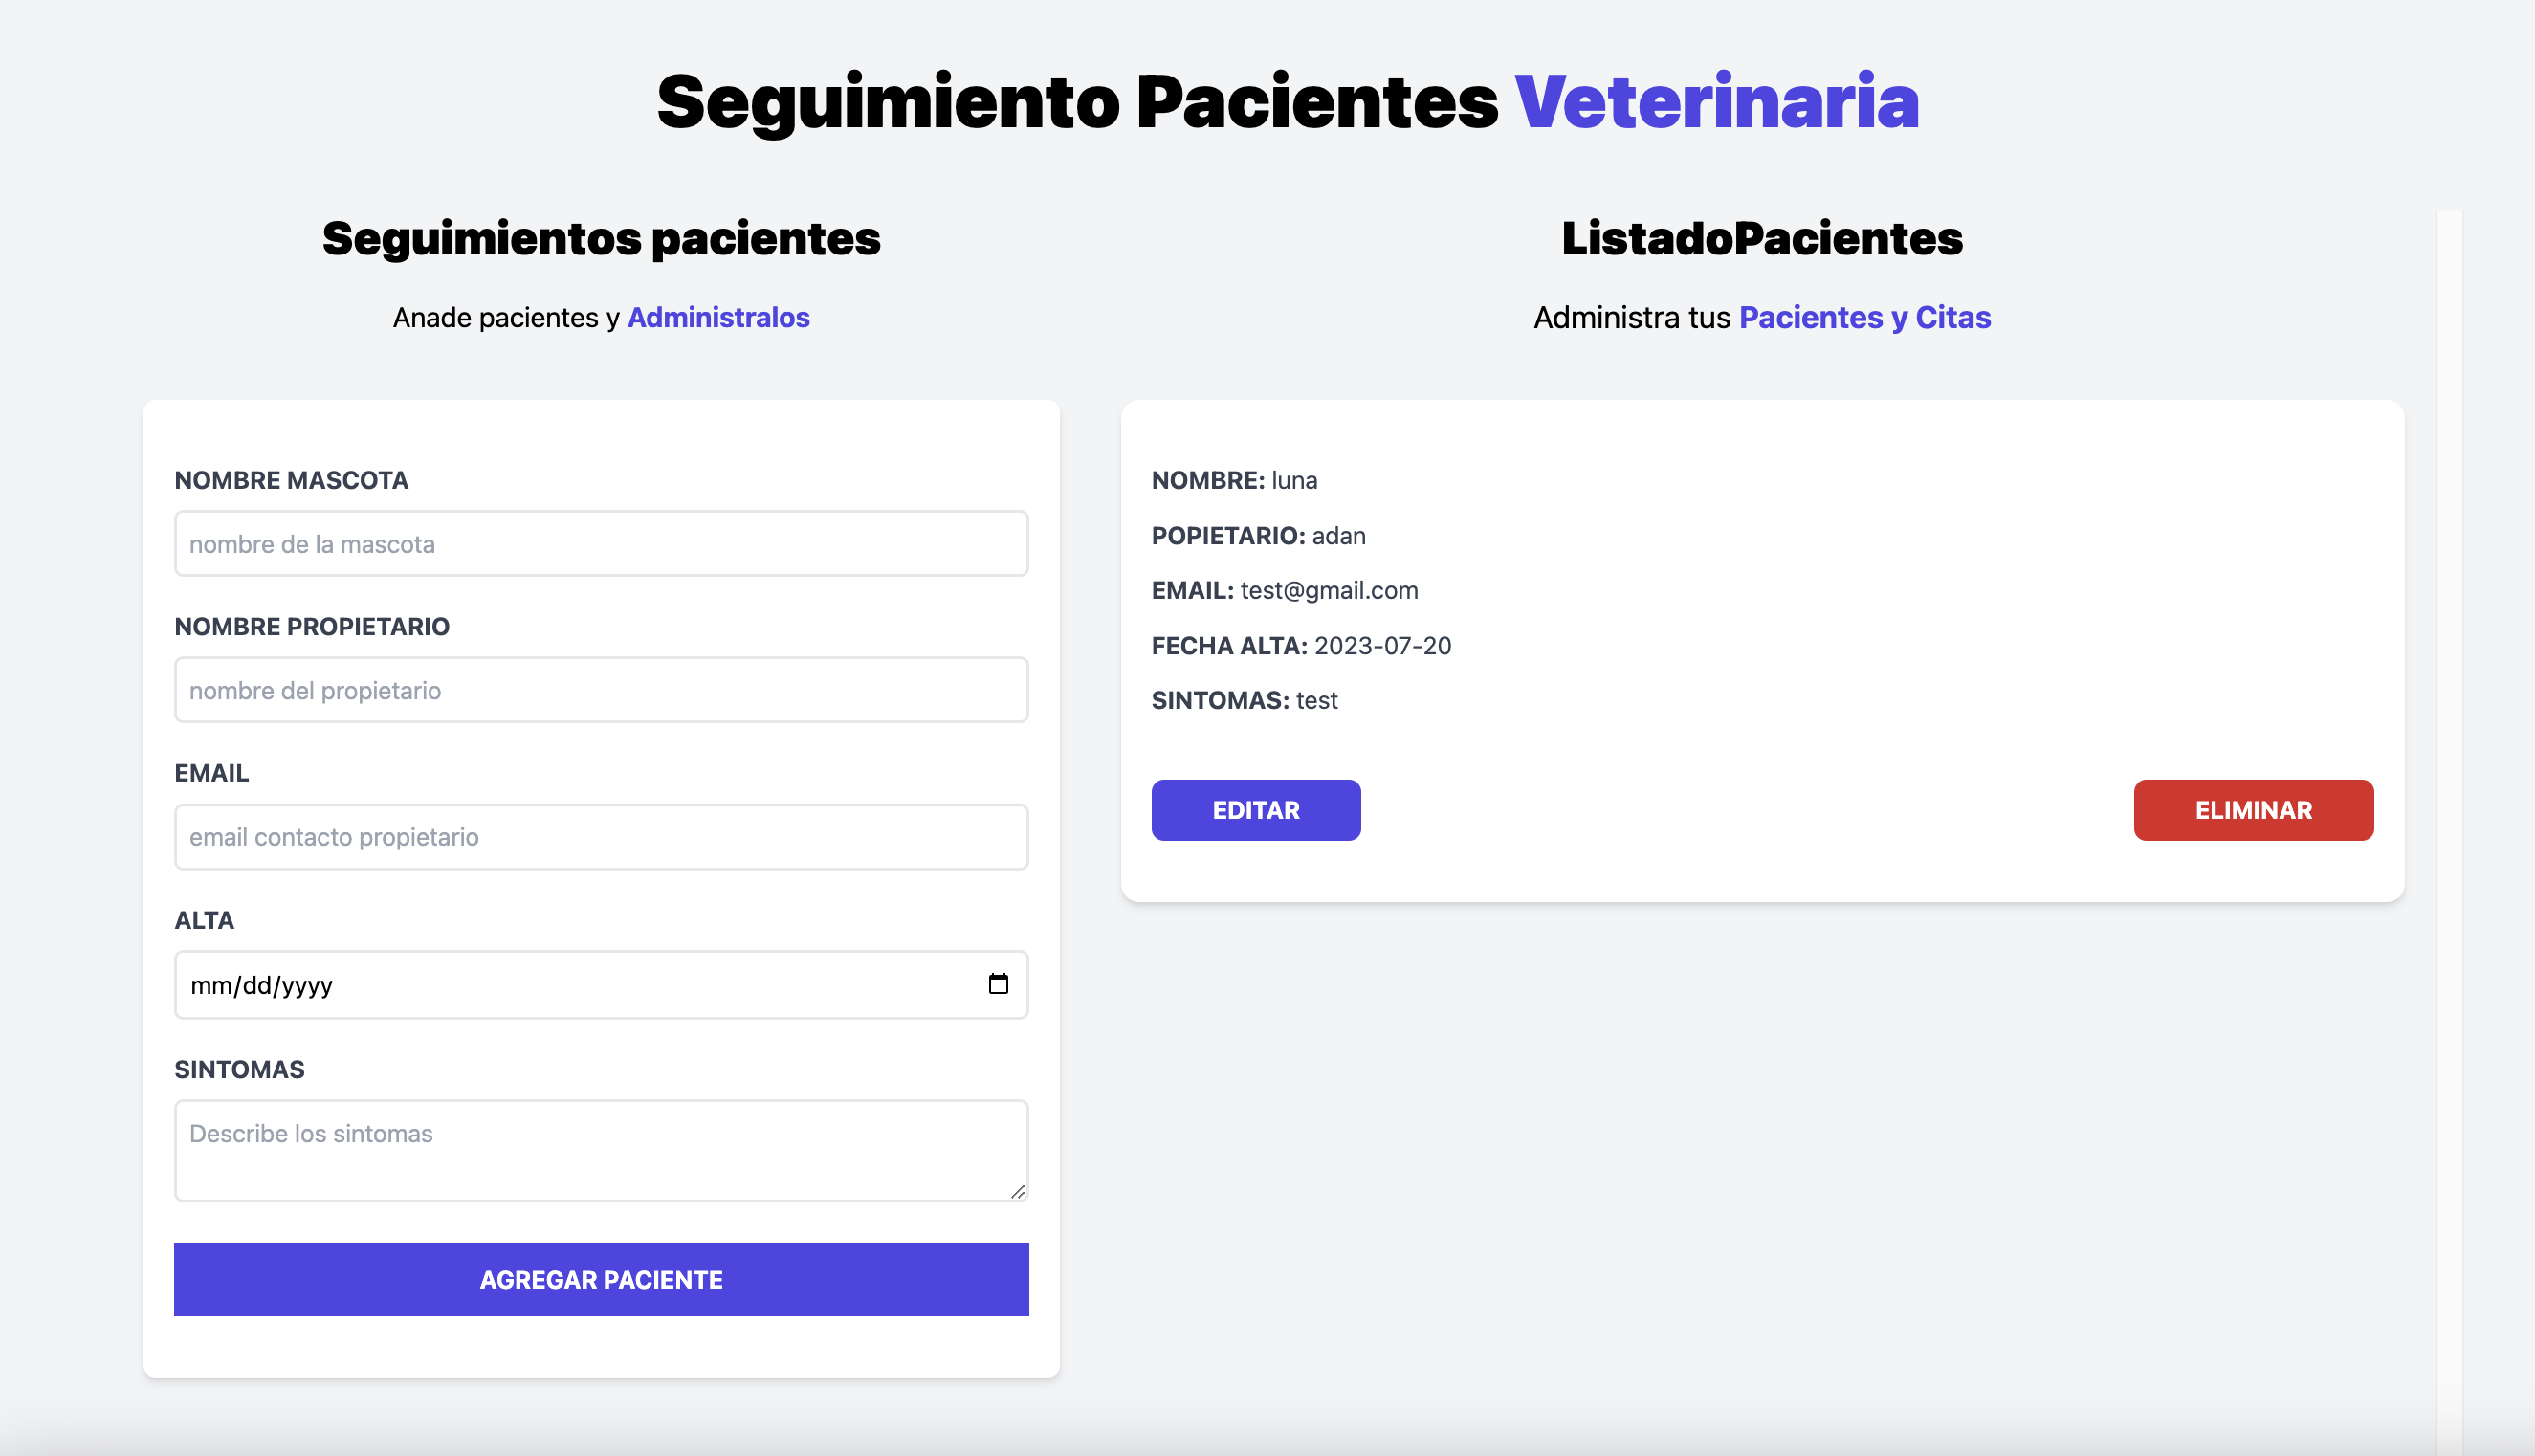 Seguimiento Pacientes Veterinaria
Seguimientos pacientes
Anade pacientes y Administralos
NOMBRE MASCOTA
nombre de la mascota
NOMBRE PROPIETARIO
nombre del propietario
EMAIL
email contacto propietario
ALTA
mm/dd/yyyy
SINTOMAS
Describe los sintomas
AGREGAR PACIENTE
ListadoPacientes
Administra tus Pacientes y Citas
NOMBRE: luna
POPIETARIO: adan
EMAIL: test@gmail.com
FECHA ALTA: 2023-07-20
SINTOMAS: test
EDITAR
ELIMINAR